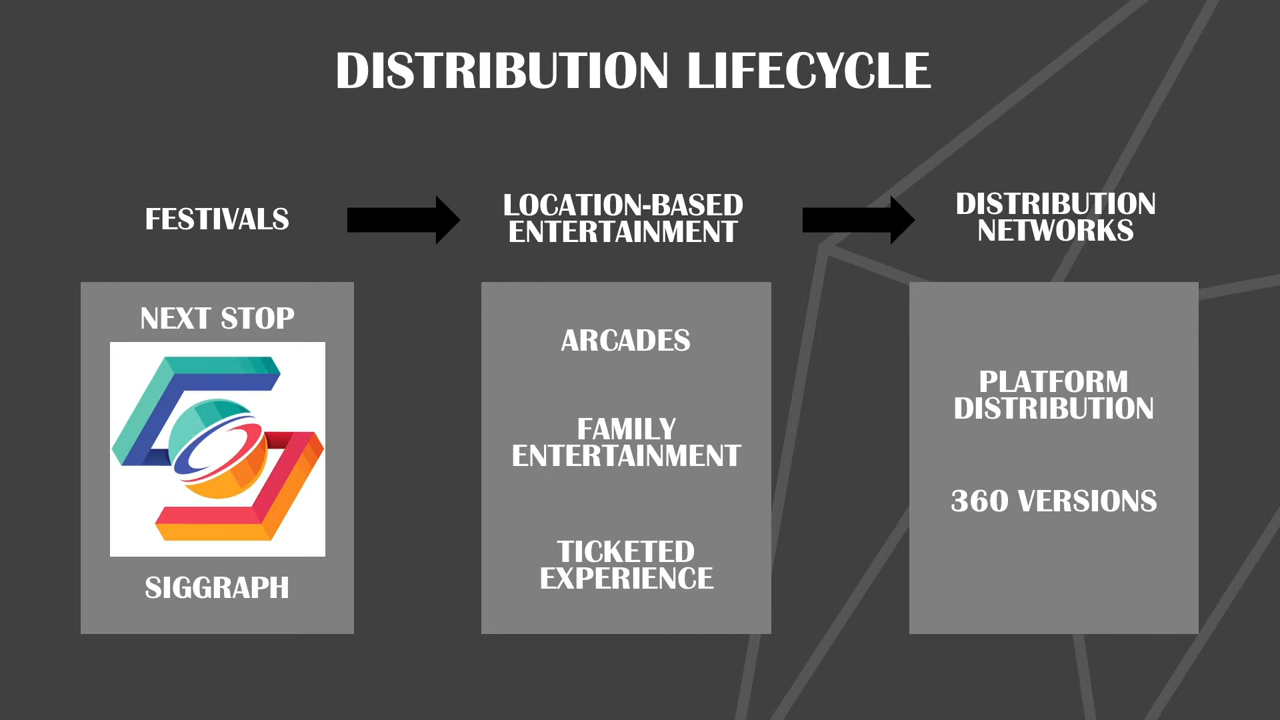 DISTRIBUTION LIFECYCLE
FESTIVALS
LOCATION-BASED
ENTERTAINMENT
DISTRIBUTION
NETWORKS
NEXT STOP
SIGGRAPH
ARCADES
FAMILY
ENTERTAINMENT
TICKETED
EXPERIENCE
PLATFORM
DISTRIBUTION
360 VERSIONS